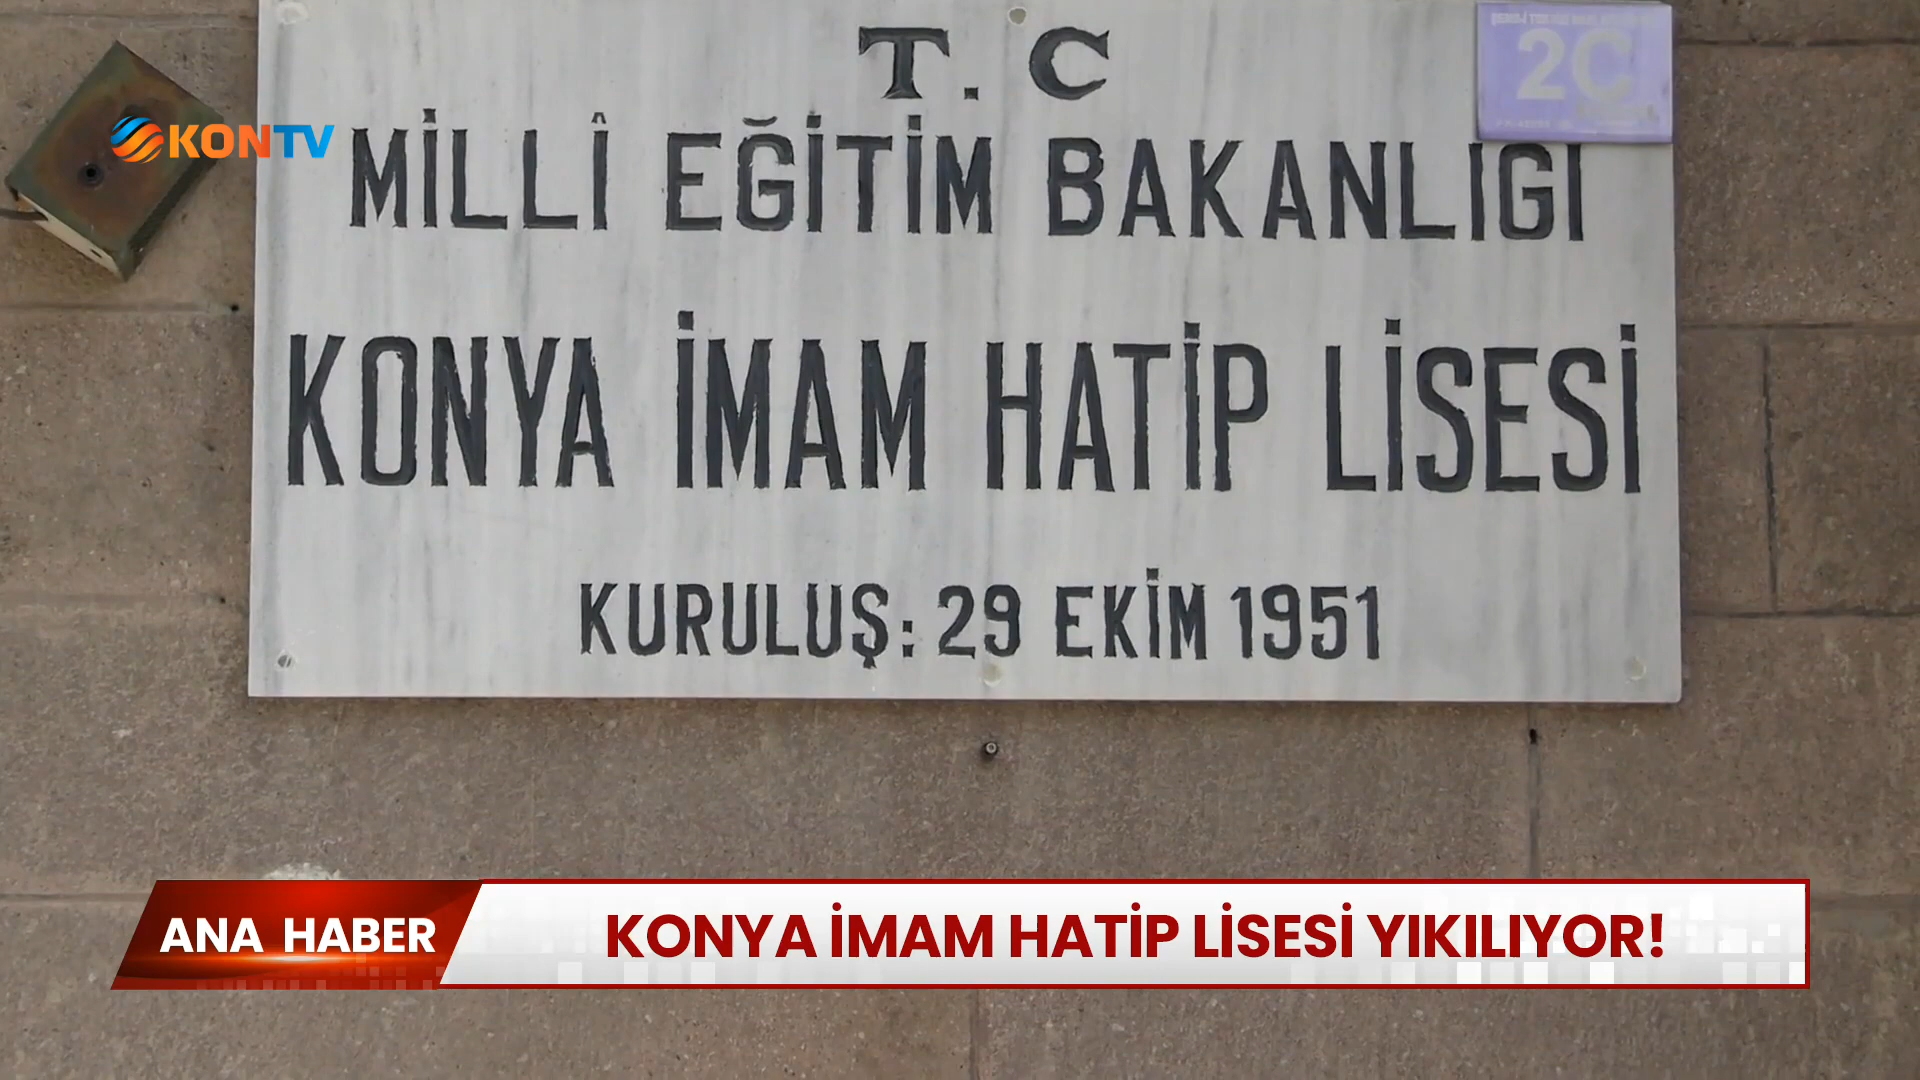 T. C
MİLLÎ EĞİTİM BAKANLIĞI
KONYA İMAM HATİP LİSESİ
KURULUŞ: 29 EKİM 1951
2C
KONTV
ANA HABER
KONYA İMAM HATİP LİSESİ YIKILIYOR!